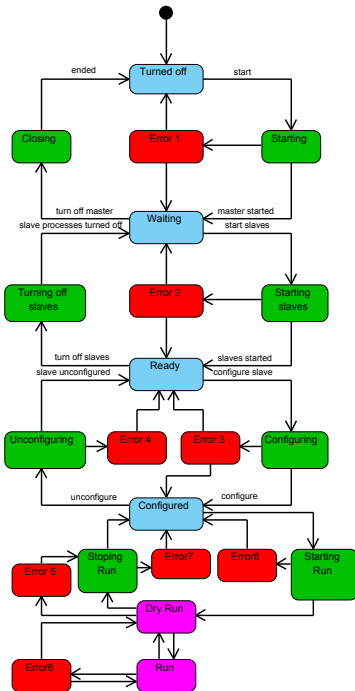 ended
Turned off
start
Closing
Error 1
Starting
turn off master
master started
slave processes turned off
Waiting
start slaves
Turning off
slaves
Error 2
Starting
slaves
turn off slaves
slaves started
slave unconfigured
Ready
configure slave
Unconfiguring
Error 4
Error 3
Configuring
unconfigure
Configured
configure
Stoping
Run
Error7
Error8
Starting
Run
Error 5
Dry Run
Error6
Run